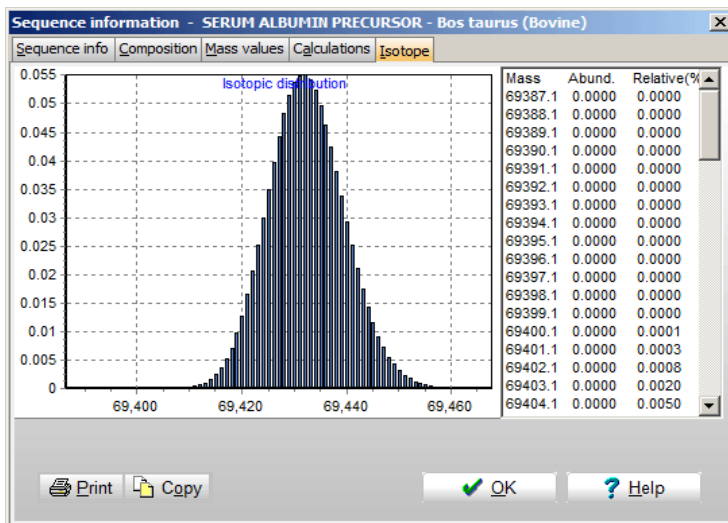 Sequence information - SERUM ALBUMIN PRECURSOR - Bos taurus (Bovine)
Sequence info Composition Mass values Calculations Isotope
Isotopic distribution
0.055
0.05
0.045
0.04
0.035
0.03
0.025
0.02
0.015
0.01
0.005
0
69,400 69,420 69,440 69,460
Mass Abund. Relative(%
69387.1 0.0000 0.0000
69388.1 0.0000 0.0000
69389.1 0.0000 0.0000
69390.1 0.0000 0.0000
69391.1 0.0000 0.0000
69392.1 0.0000 0.0000
69393.1 0.0000 0.0000
69394.1 0.0000 0.0000
69395.1 0.0000 0.0000
69396.1 0.0000 0.0000
69397.1 0.0000 0.0000
69398.1 0.0000 0.0000
69399.1 0.0000 0.0000
69400.1 0.0000 0.0001
69401.1 0.0000 0.0003
69402.1 0.0000 0.0008
69403.1 0.0000 0.0020
69404.1 0.0000 0.0050
Print Copy OK Help